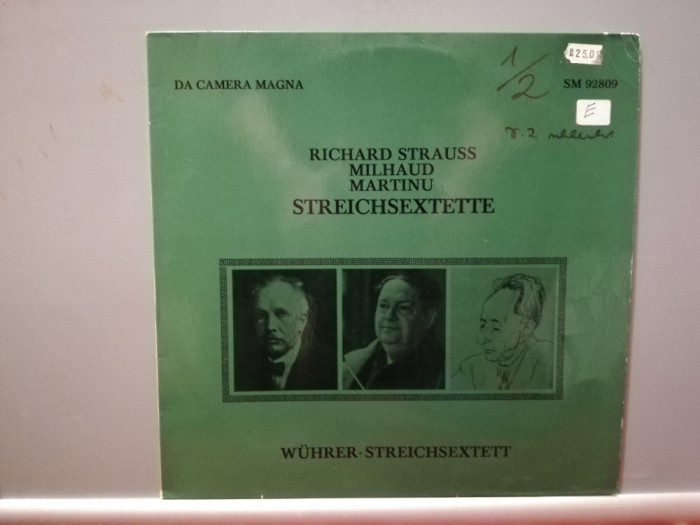 DA CAMERA MAGNA
SM 92809
1/2
E
RICHARD STRAUSS
MILHAUD
MARTINU
STREICHSEXTETTE
WÜHRER-STREICHSEXTETT